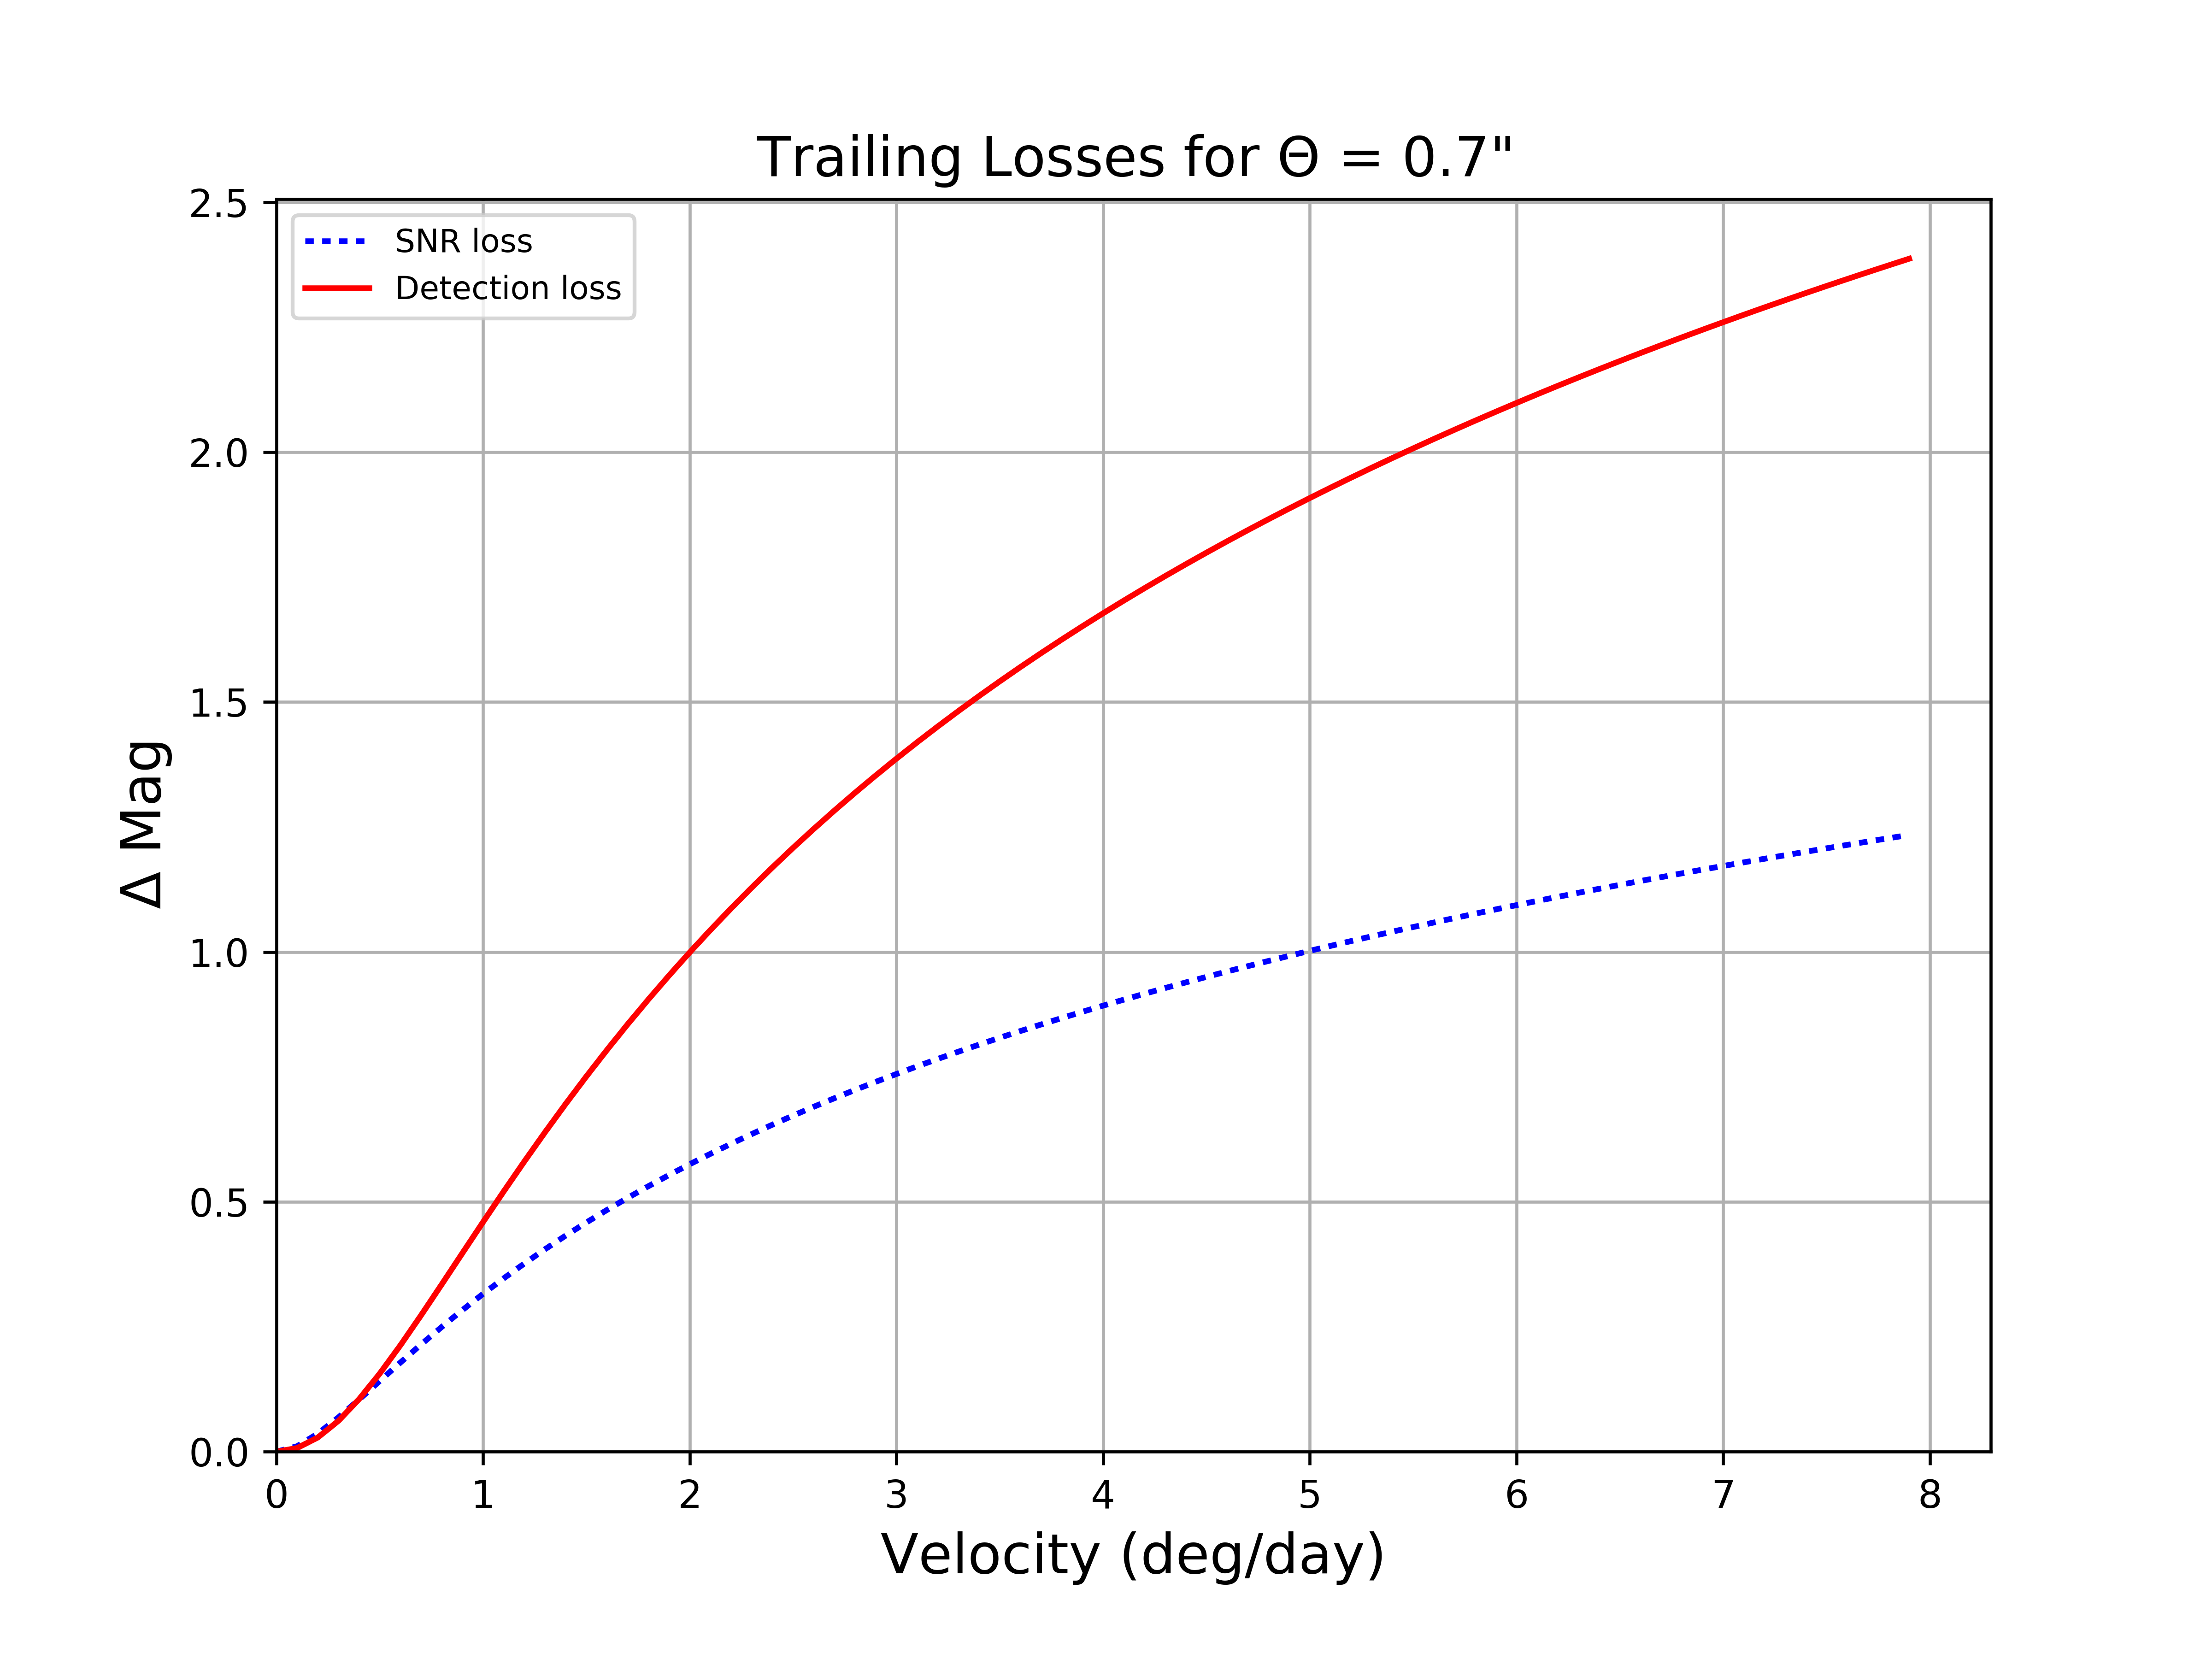 Trailing Losses for Θ = 0.7"
SNR loss
Detection loss
Δ Mag
2.5
2.0
1.5
1.0
0.5
0.0
0 1 2 3 4 5 6 7 8
Velocity (deg/day)